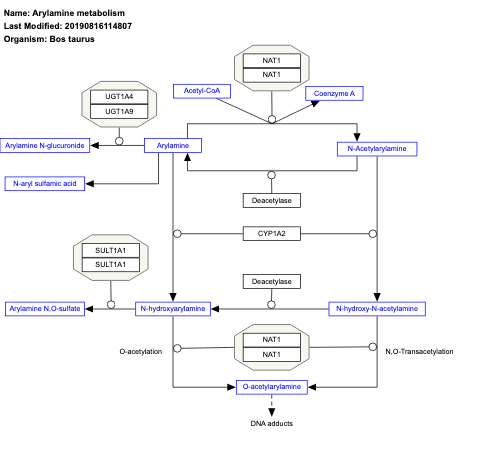 Name: Arylamine metabolism
Last Modified: 20190816114807
Organism: Bos taurus
NAT1
NAT1
UGT1A4
UGT1A9
Acetyl-CoA
Coenzyme A
Arylamine N-glucuronide
Arylamine
N-Acetylarylamine
N-aryl sulfamic acid
Deacetylase
CYP1A2
SULT1A1
SULT1A1
Deacetylase
Arylamine N,O-sulfate
N-hydroxyarylamine
N-hydroxy-N-acetylamine
NAT1
NAT1
O-acetylation
N,O-Transacetylation
O-acetylarylamine
DNA adducts